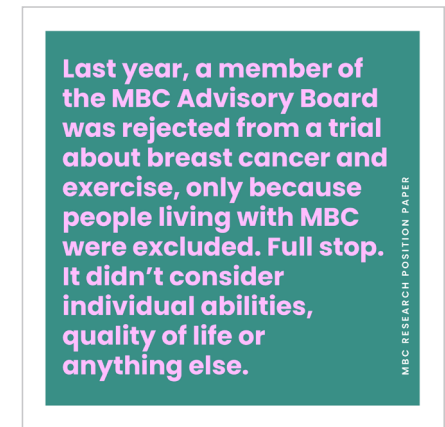 Last year, a member of
the MBC Advisory Board
was rejected from a trial
about breast cancer and
exercise, only because
people living with MBC
were excluded. Full stop.
It didn’t consider
individual abilities,
quality of life or
anything else.
MBC RESEARCH POSITION PAPER